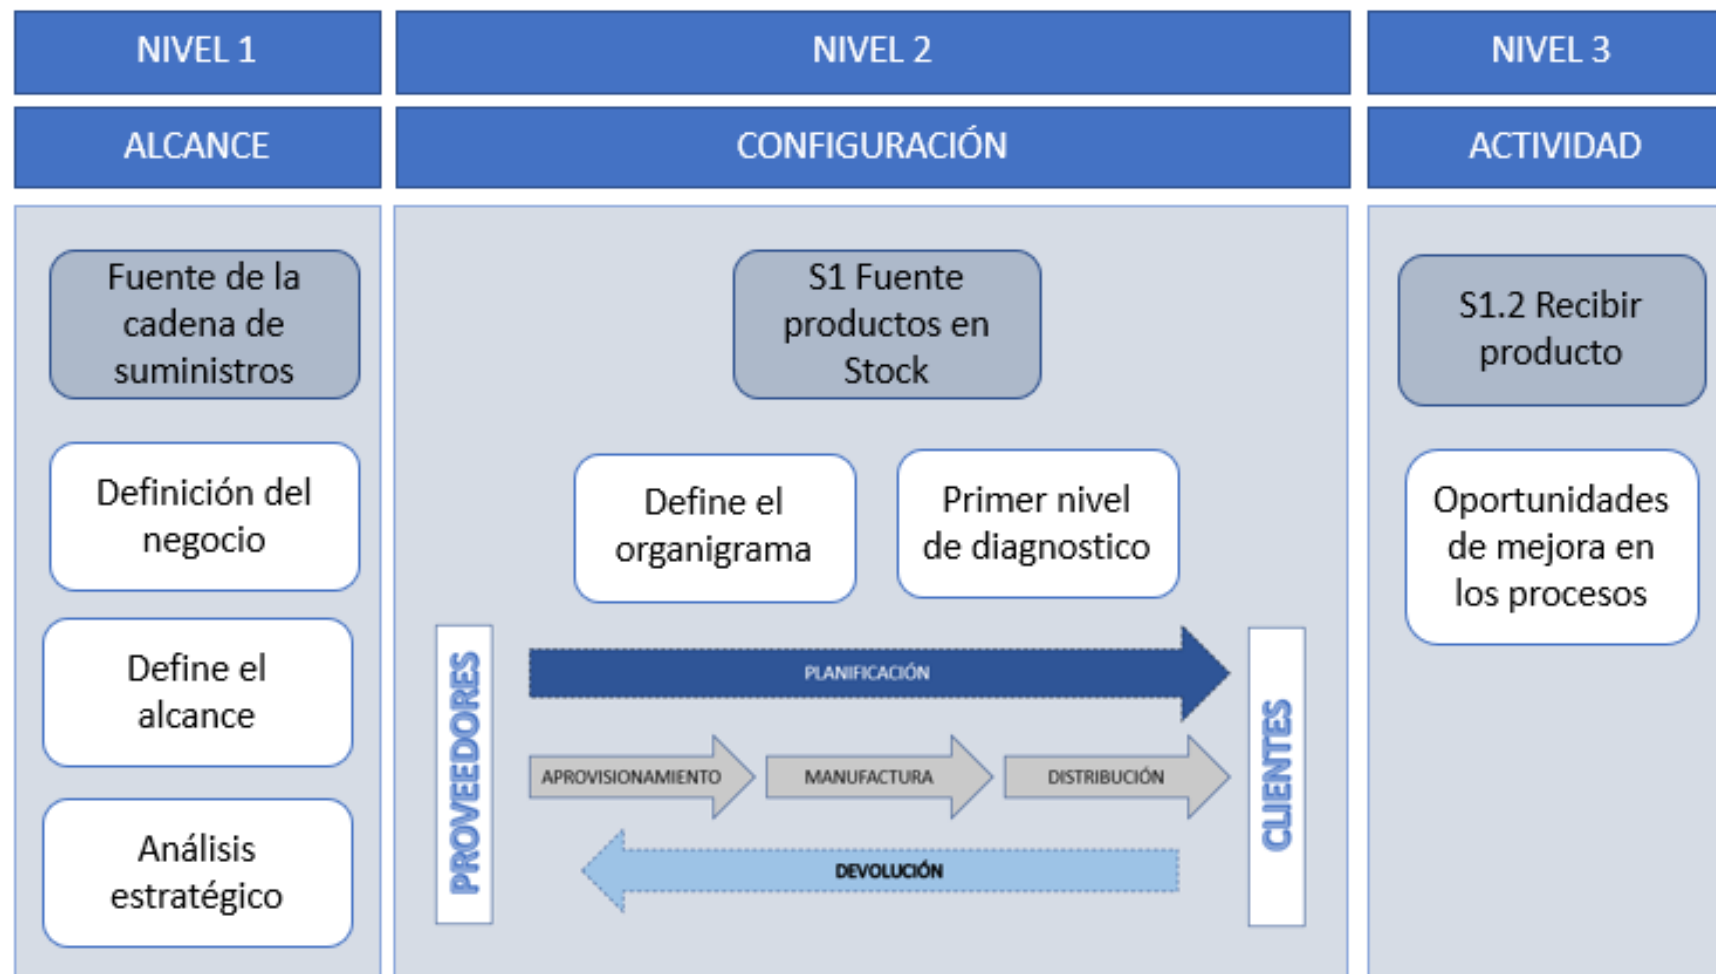 NIVEL 1
NIVEL 2
NIVEL 3
ALCANCE
CONFIGURACIÓN
ACTIVIDAD
Fuente de la
cadena de
suministros
Definición del
negocio
Define el
alcance
Análisis
estratégico
S1 Fuente
productos en
Stock
Define el
organigrama
Primer nivel
de diagnostico
PROVEEDORES
PLANIFICACIÓN
APROVISIONAMIENTO
MANUFACTURA
DISTRIBUCIÓN
DEVOLUCIÓN
CLIENTES
S1.2 Recibir
producto
Oportunidades
de mejora en
los procesos